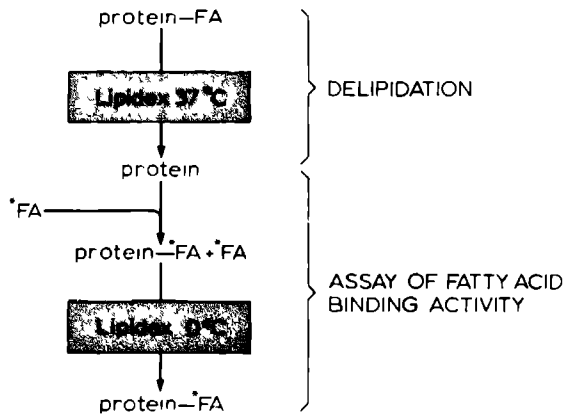 protein–FA
Lipidex 37 °C
DELIPIDATION
protein
*FA
protein–*FA + *FA
ASSAY OF FATTY ACID
BINDING ACTIVITY
Lipidex 0 °C
protein–*FA